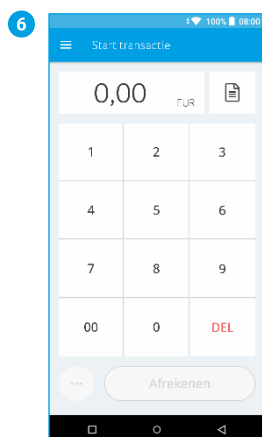 6
100% 08:00
Start transactie
0,00 EUR
1 2 3
4 5 6
7 8 9
00 0 DEL
Afrekenen